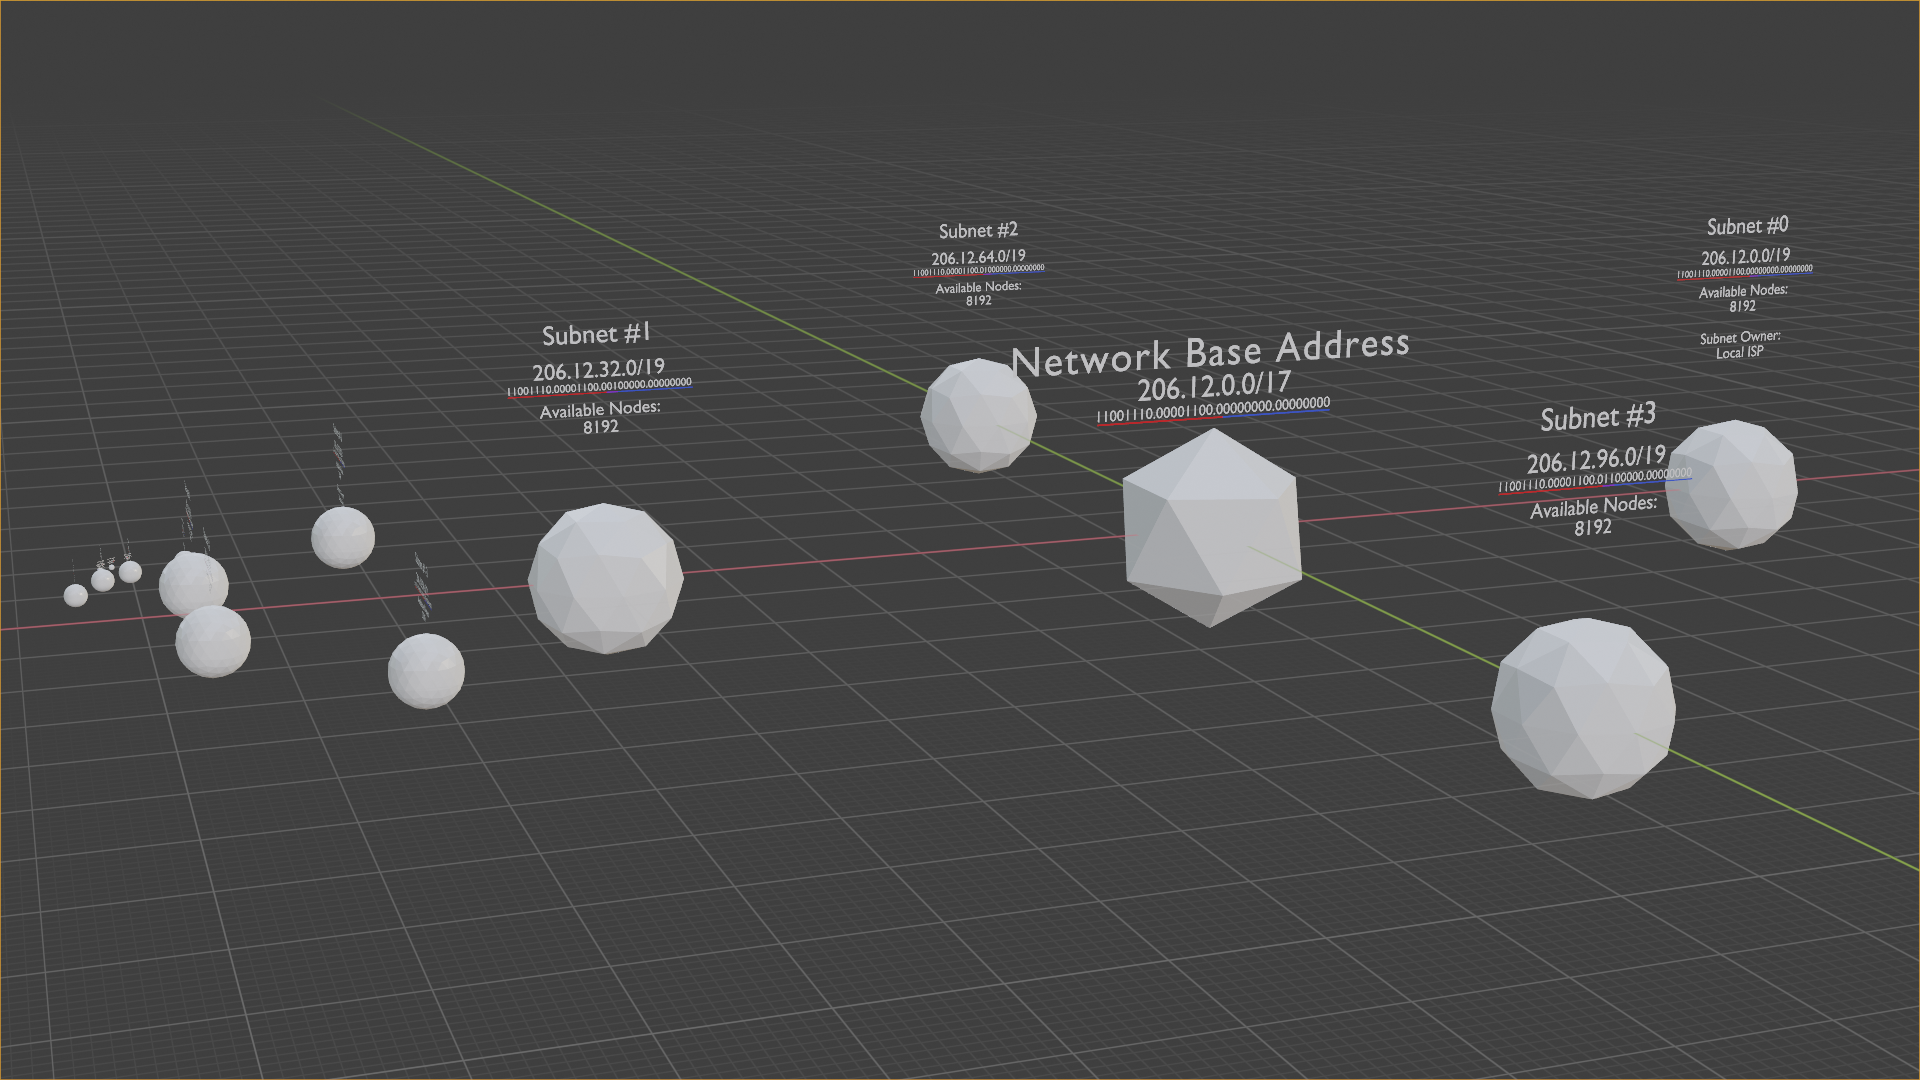 Subnet #2
206.12.64.0/19
11001110.00001100.01000000.00000000
Available Nodes:
8192
Subnet #0
206.12.0.0/19
11001110.00001100.00000000.00000000
Available Nodes:
8192
Subnet Owner:
Local ISP
Subnet #1
206.12.32.0/19
11001110.00001100.00100000.00000000
Available Nodes:
8192
Network Base Address
206.12.0.0/17
11001110.00001100.00000000.00000000
Subnet #3
206.12.96.0/19
11001110.00001100.01100000.00000000
Available Nodes:
8192